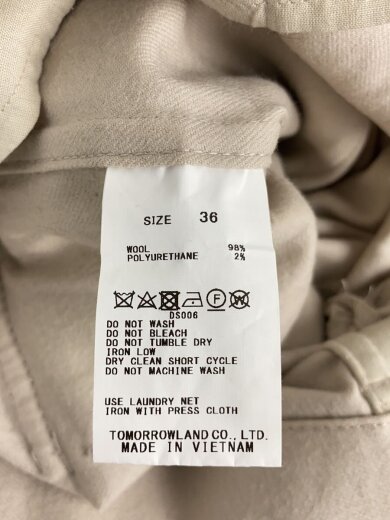 SIZE 36
WOOL 98%
POLYURETHANE 2%
F W
DS006
DO NOT WASH
DO NOT BLEACH
DO NOT TUMBLE DRY
IRON LOW
DRY CLEAN SHORT CYCLE
DO NOT MACHINE WASH
USE LAUNDRY NET
IRON WITH PRESS CLOTH
TOMORROWLAND CO., LTD.
MADE IN VIETNAM